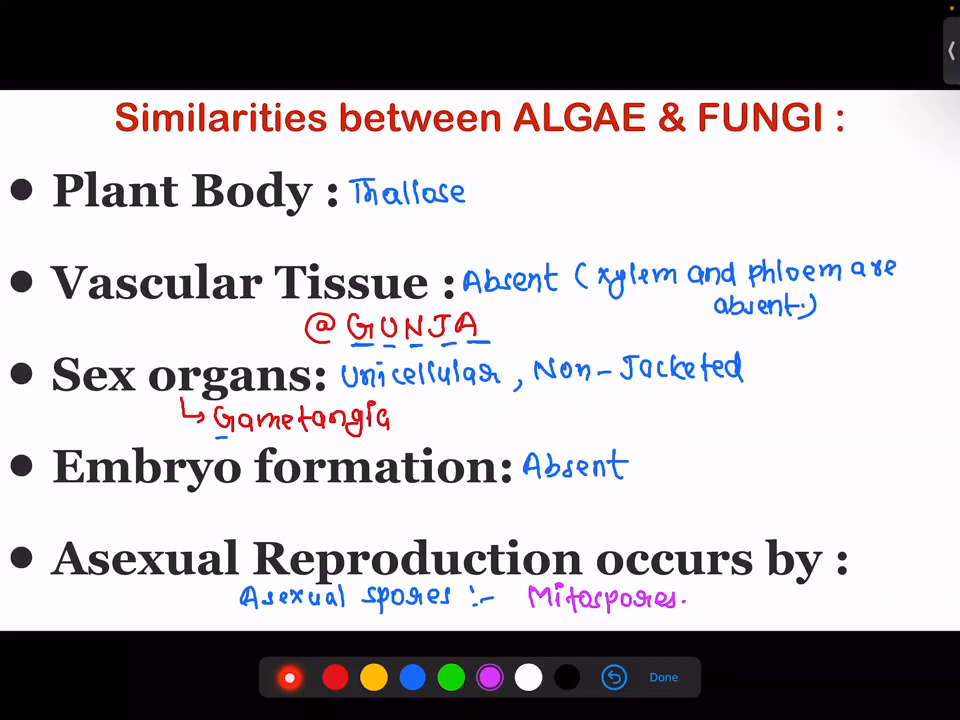 Similarities between ALGAE & FUNGI :
• Plant Body : Thallose
• Vascular Tissue : Absent ( xylem and phloem are
absent.)
@ GUNJA
• Sex organs: Unicellular , Non - Jacketed
↳ Gametangia
• Embryo formation: Absent
• Asexual Reproduction occurs by :
Asexual spores :- Mitospores.
Done